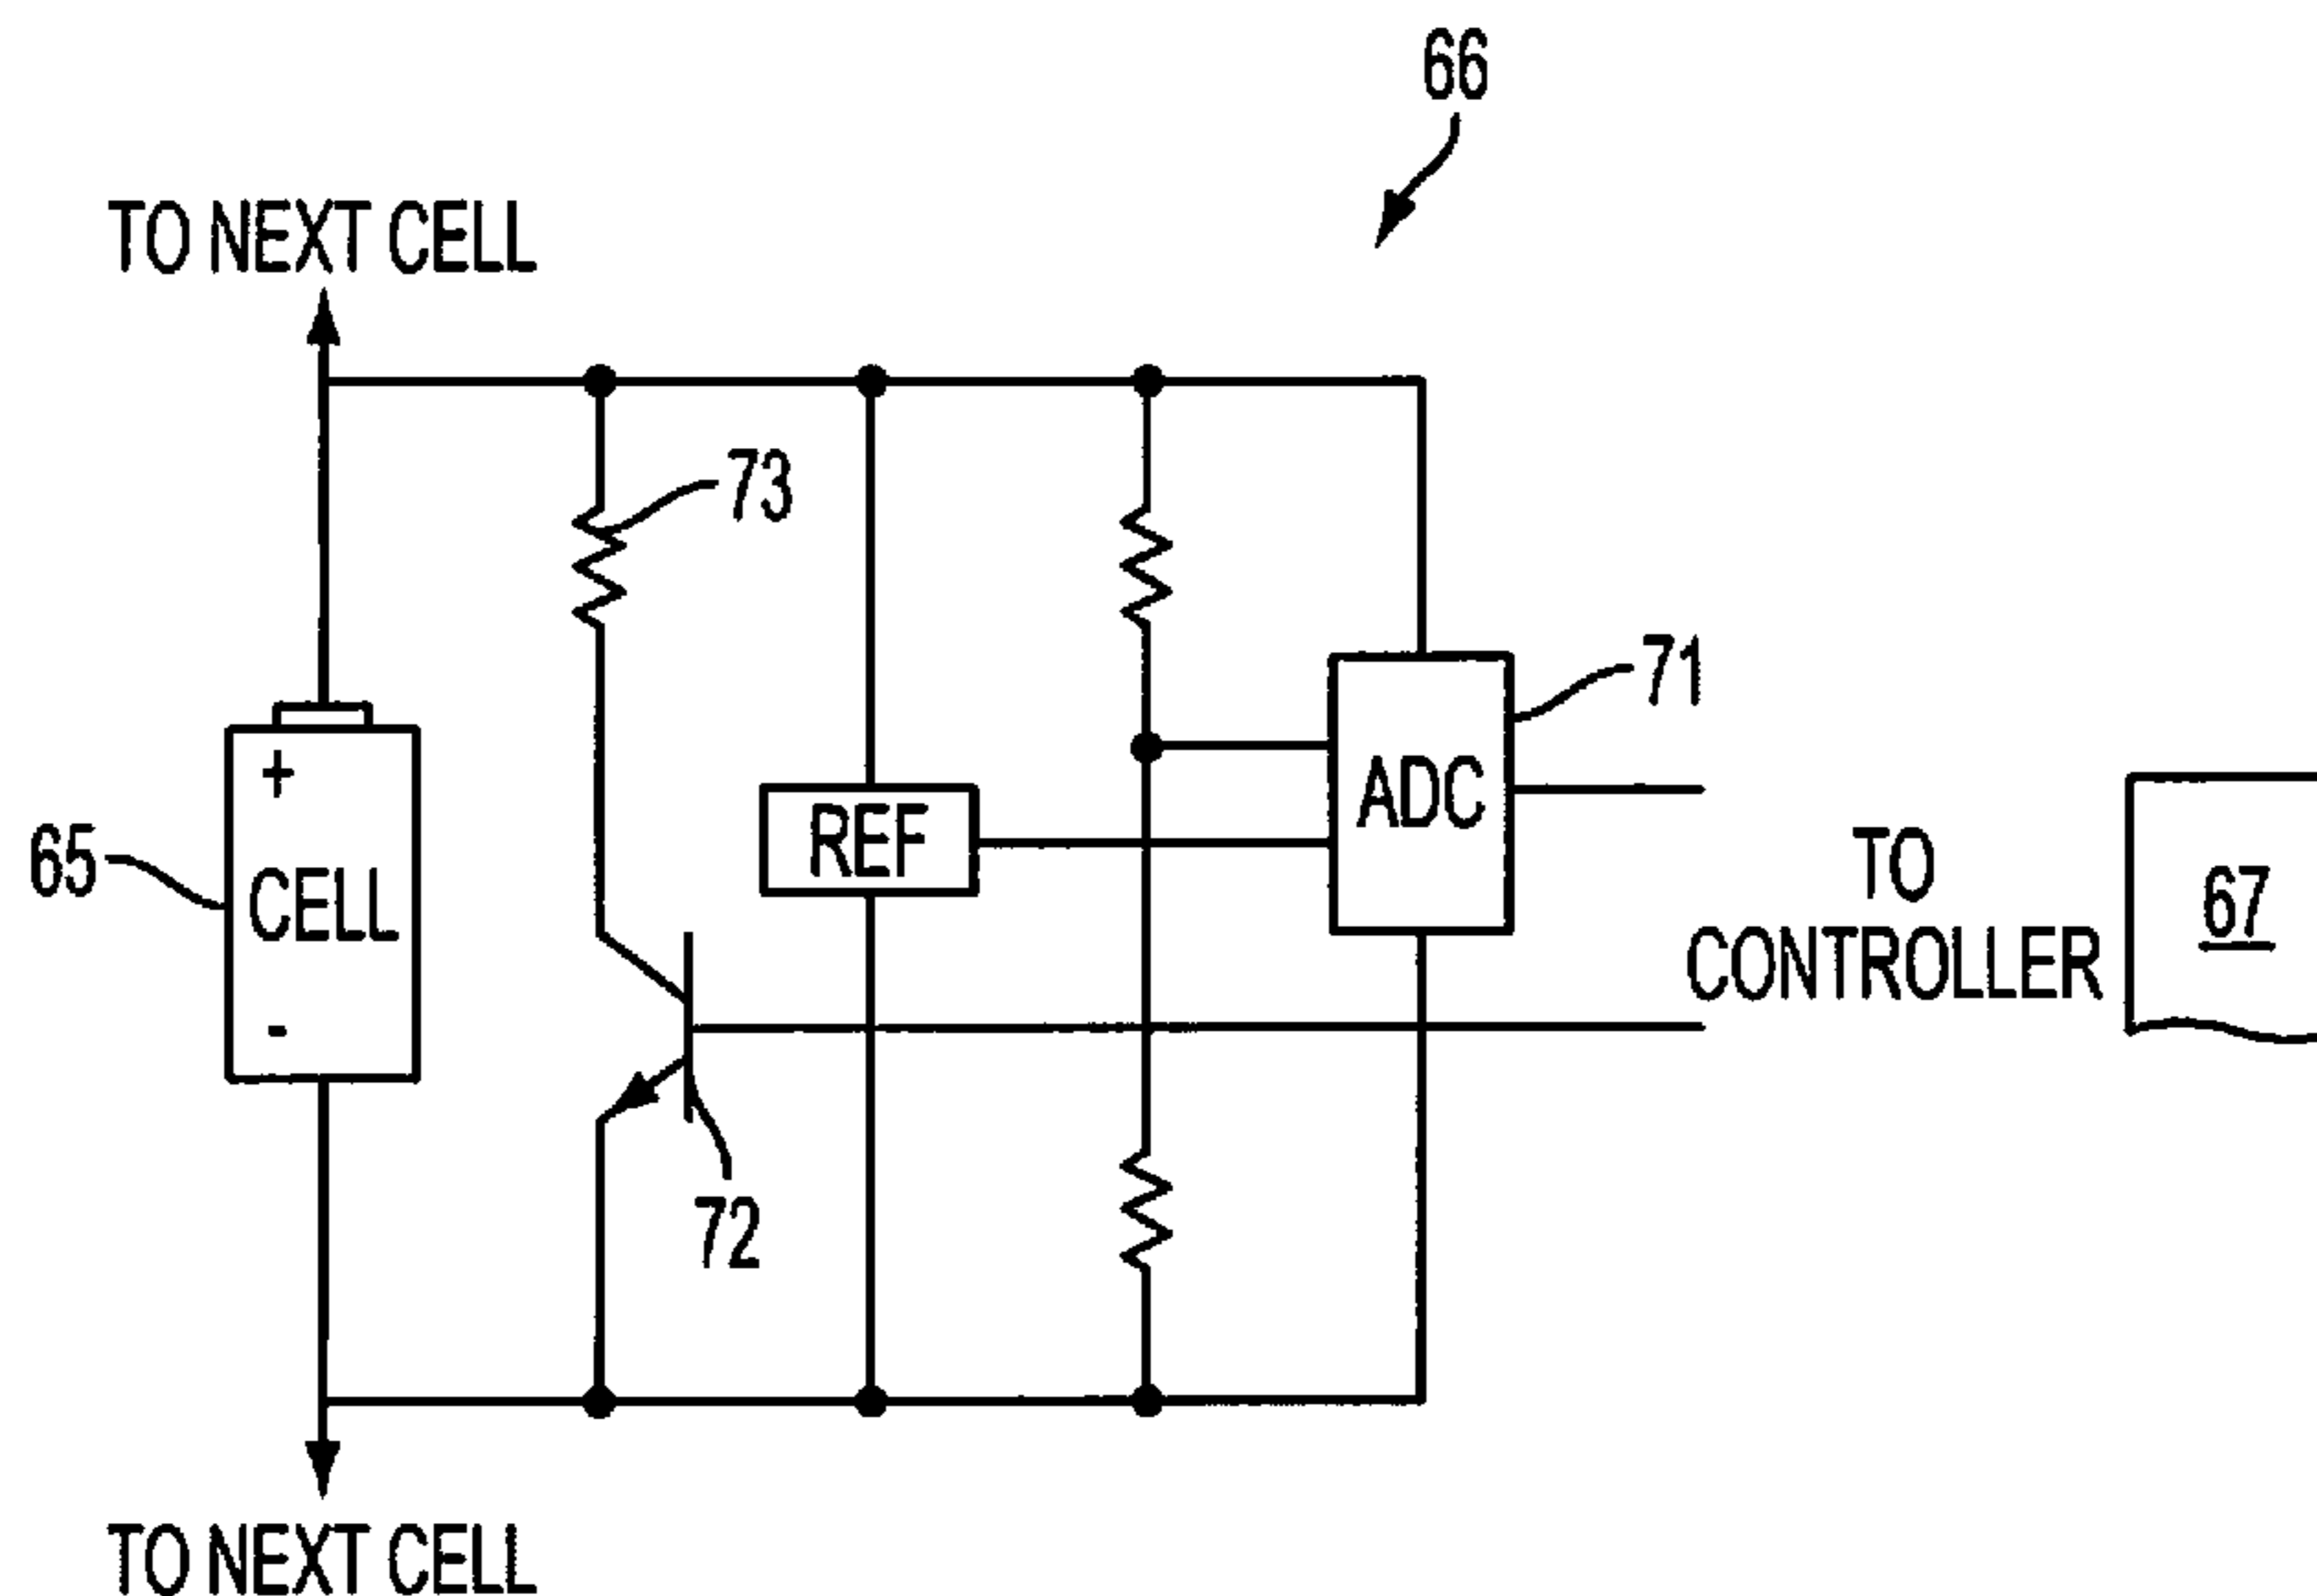 66
TO NEXT CELL
73
71
+
REF
ADC
65
CELL
TO
CONTROLLER
67
-
72
TO NEXT CELL